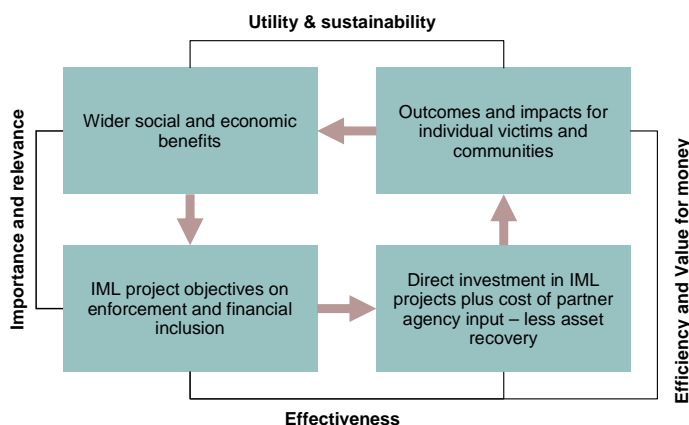 Utility & sustainability
Wider social and economic
benefits
Outcomes and impacts for
individual victims and
communities
Importance and relevance
Efficiency and Value for money
IML project objectives on
enforcement and financial
inclusion
Direct investment in IML
projects plus cost of partner
agency input – less asset
recovery
Effectiveness